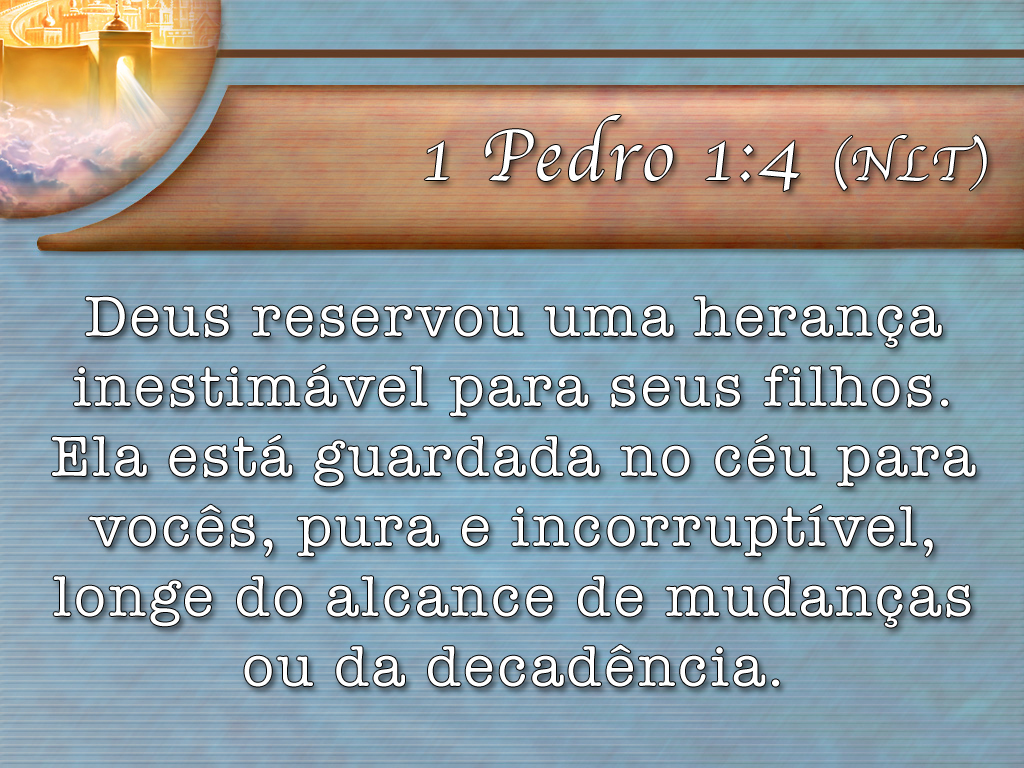 1 Pedro 1:4 (NLT)
Deus reservou uma herança
inestimável para seus filhos.
Ela está guardada no céu para
vocês, pura e incorruptível,
longe do alcance de mudanças
ou da decadência.